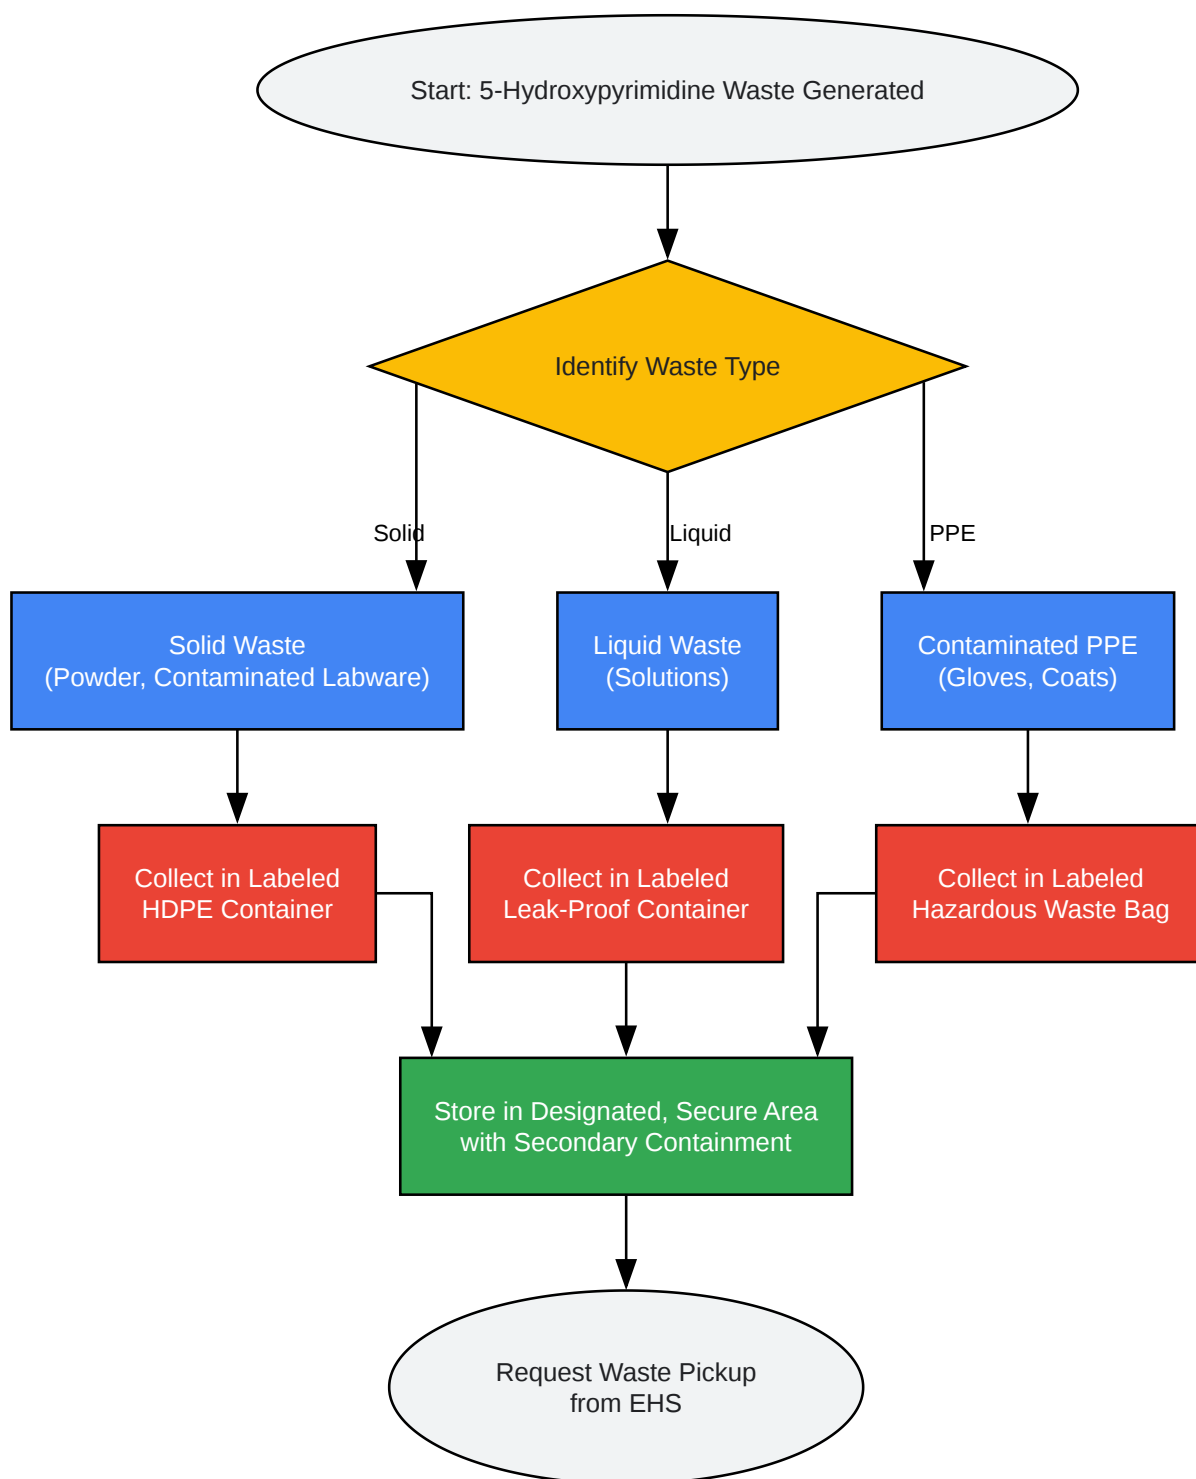 Start: 5-Hydroxypyrimidine Waste Generated
Identify Waste Type
Solid
Liquid
PPE
Solid Waste
(Powder, Contaminated Labware)
Liquid Waste
(Solutions)
Contaminated PPE
(Gloves, Coats)
Collect in Labeled
HDPE Container
Collect in Labeled
Leak-Proof Container
Collect in Labeled
Hazardous Waste Bag
Store in Designated, Secure Area
with Secondary Containment
Request Waste Pickup
from EHS